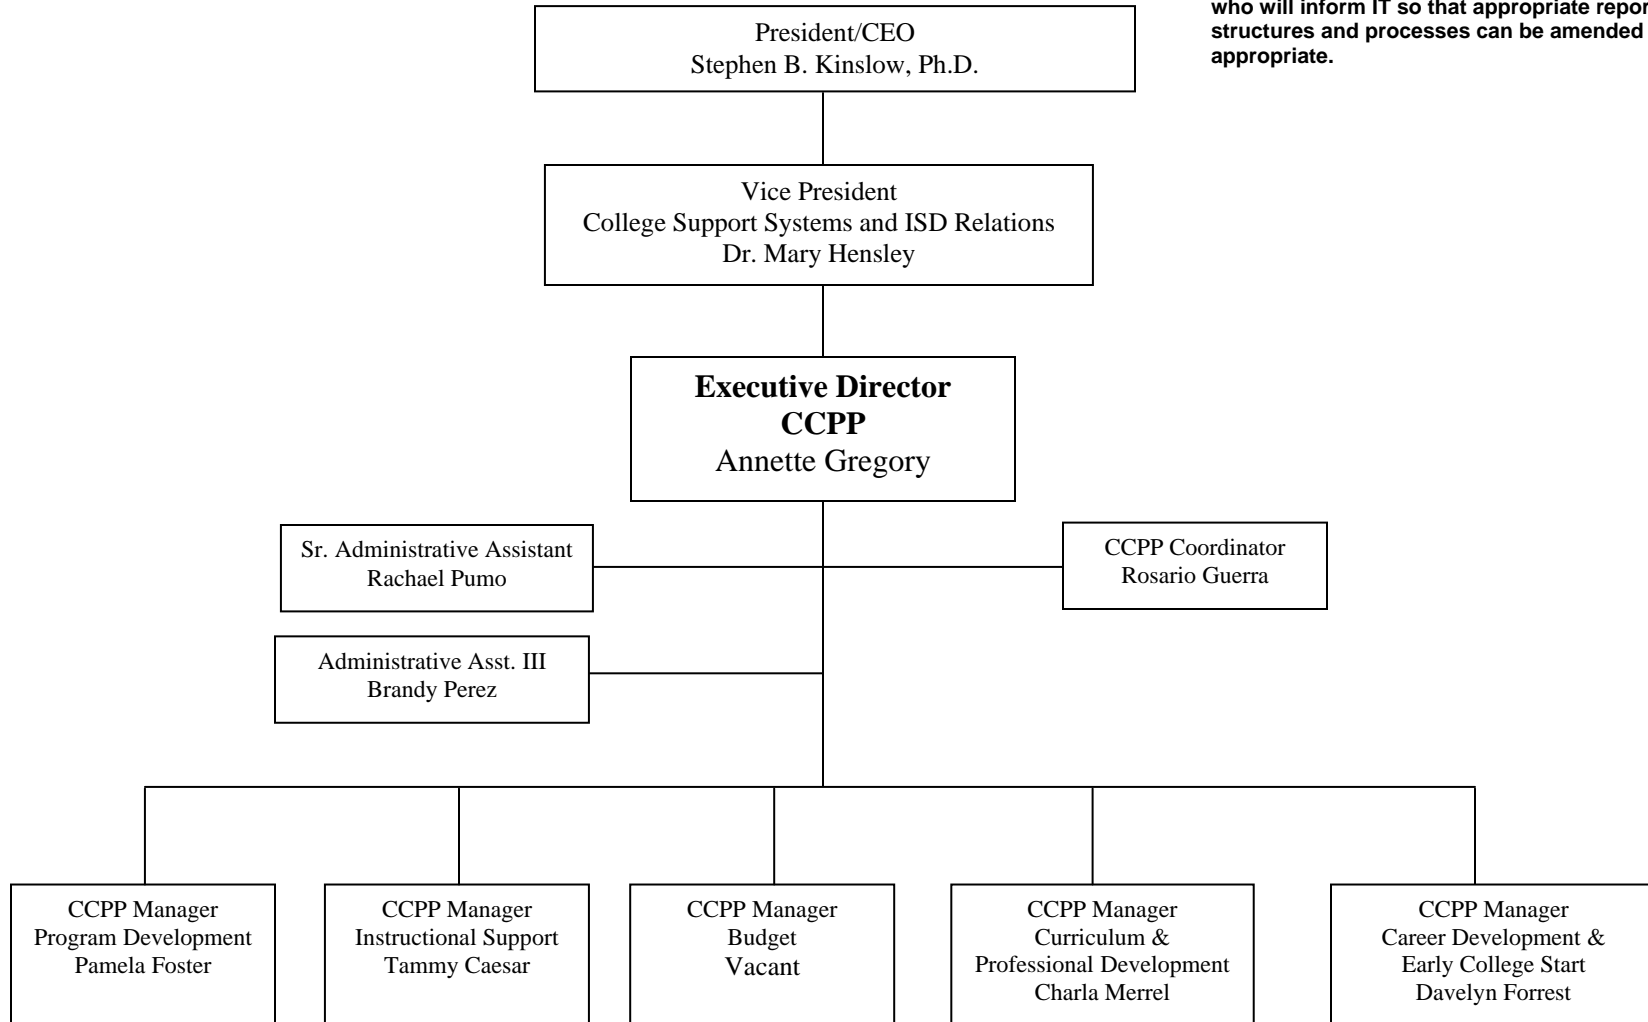 who will inform IT so that appropriate
structures and processes can be amended
appropriate.
President/CEO
Stephen B. Kinslow, Ph.D.
Vice President
College Support Systems and ISD Relations
Dr. Mary Hensley
Executive Director
CCPP
Annette Gregory
Sr. Administrative Assistant
Rachael Pumo
CCPP Coordinator
Rosario Guerra
Administrative Asst. III
Brandy Perez
CCPP Manager
Program Development
Pamela Foster
CCPP Manager
Instructional Support
Tammy Caesar
CCPP Manager
Budget
Vacant
CCPP Manager
Curriculum &
Professional Development
Charla Merrel
CCPP Manager
Career Development &
Early College Start
Davelyn Forrest